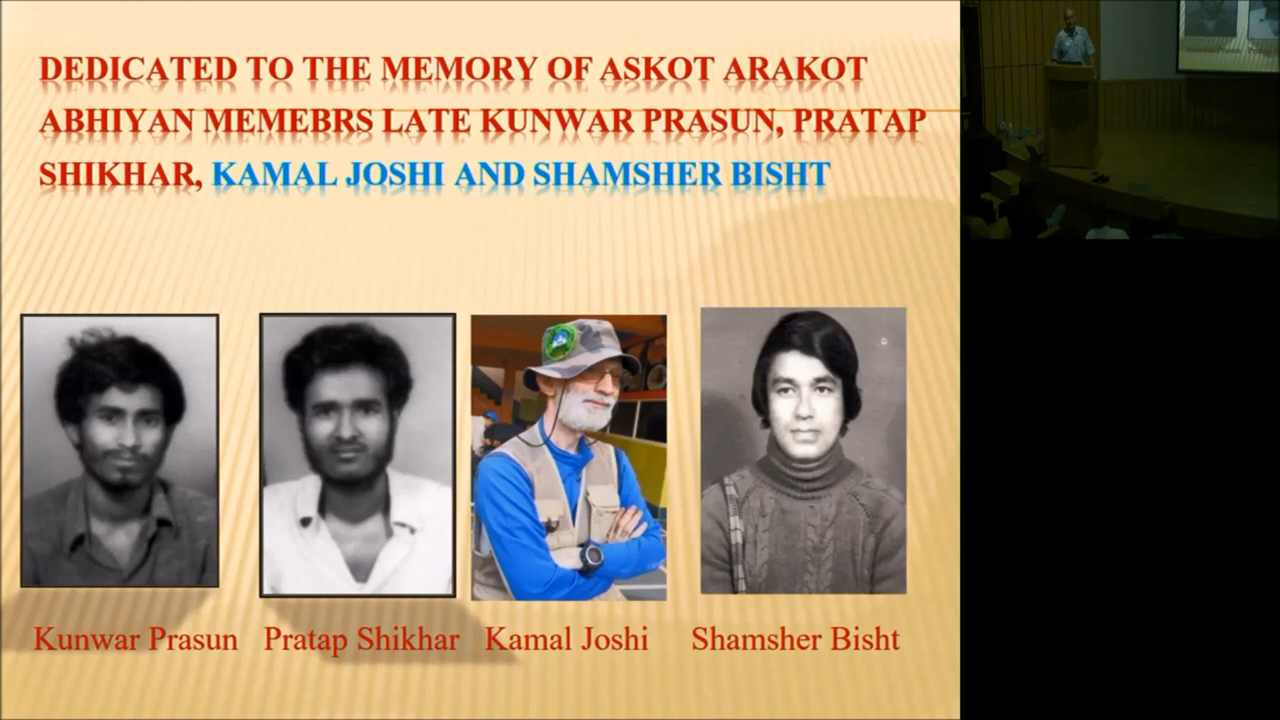 DEDICATED TO THE MEMORY OF ASKOT ARAKOT
ABHIYAN MEMEBRS LATE KUNWAR PRASUN, PRATAP
SHIKHAR, KAMAL JOSHI AND SHAMSHER BISHT
Kunwar Prasun Pratap Shikhar Kamal Joshi Shamsher Bisht